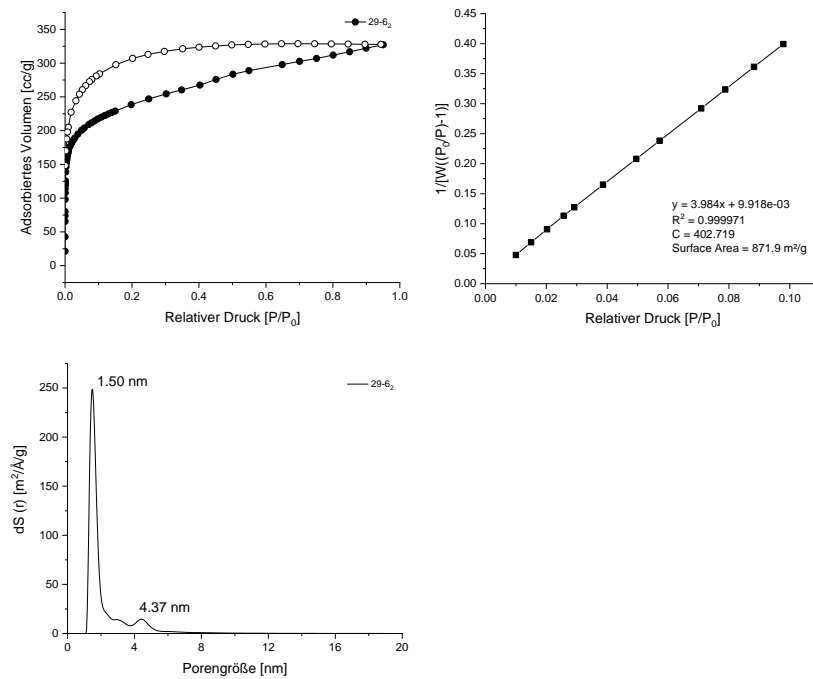 29-6₂
350
300
250
200
150
100
50
0
Adsorbiertes Volumen [cc/g]
0.0 0.2 0.4 0.6 0.8 1.0
Relativer Druck [P/P₀]
0.40
0.35
0.30
0.25
0.20
0.15
0.10
0.05
0.00
1/[W((P₀/P)-1)]
y = 3.984x + 9.918e-03
R² = 0.999971
C = 402.719
Surface Area = 871.9 m²/g
0.00 0.02 0.04 0.06 0.08 0.10
Relativer Druck [P/P₀]
1.50 nm
29-6₂
250
200
150
100
50
0
dS (r) [m²/Å/g]
4.37 nm
0 4 8 12 16 20
Porengröße [nm]